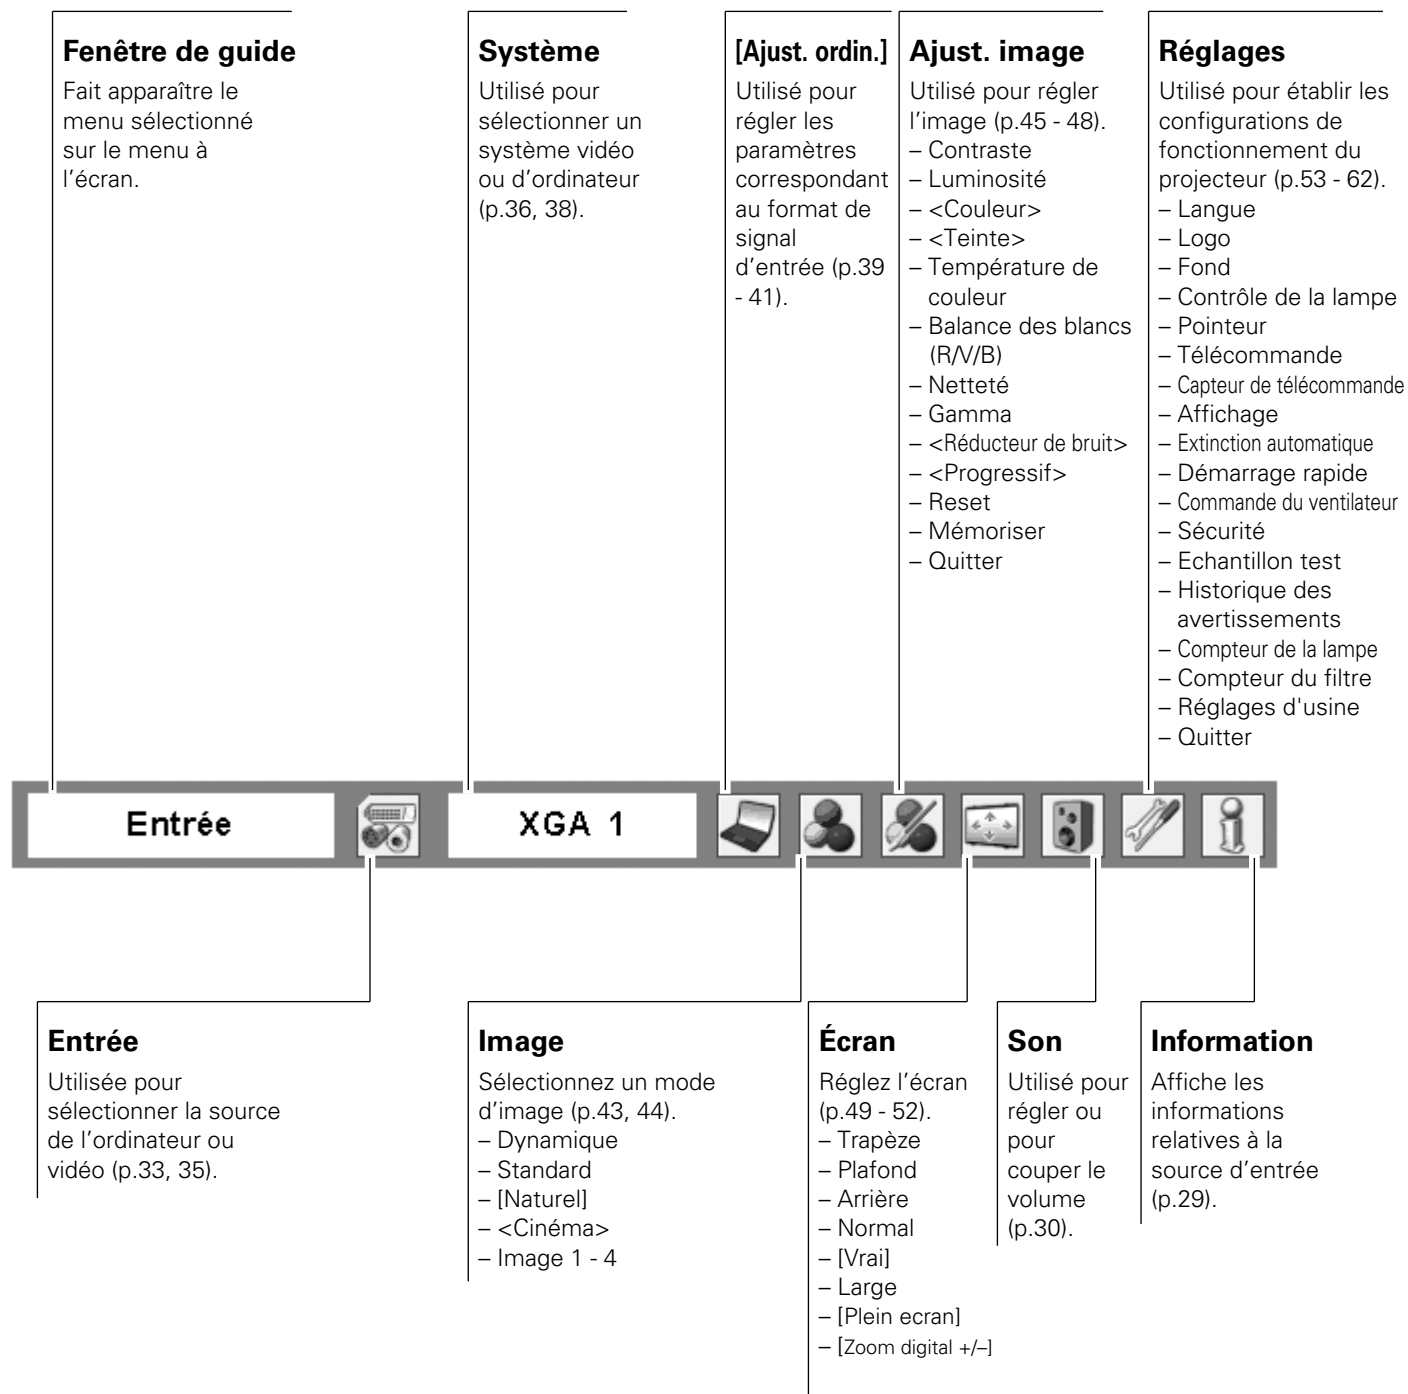 Fenêtre de guide
Fait apparaître le
menu sélectionné
sur le menu à
l’écran.
Système
Utilisé pour
sélectionner un
système vidéo
ou d’ordinateur
(p.36, 38).
[Ajust. ordin.]
Utilisé pour
régler les
paramètres
correspondant
au format de
signal
d’entrée (p.39
- 41).
Ajust. image
Utilisé pour régler
l’image (p.45 - 48).
– Contraste
– Luminosité
– <Couleur>
– <Teinte>
– Température de
couleur
– Balance des blancs
(R/V/B)
– Netteté
– Gamma
– <Réducteur de bruit>
– <Progressif>
– Reset
– Mémoriser
– Quitter
Réglages
Utilisé pour établir les
configurations de
fonctionnement du
projecteur (p.53 - 62).
– Langue
– Logo
– Fond
– Contrôle de la lampe
– Pointeur
– Télécommande
– Capteur de télécommande
– Affichage
– Extinction automatique
– Démarrage rapide
– Commande du ventilateur
– Sécurité
– Echantillon test
– Historique des
avertissements
– Compteur de la lampe
– Compteur du filtre
– Réglages d'usine
– Quitter
Entrée
XGA 1
Entrée
Utilisée pour
sélectionner la source
de l’ordinateur ou
vidéo (p.33, 35).
Image
Sélectionnez un mode
d’image (p.43, 44).
– Dynamique
– Standard
– [Naturel]
– <Cinéma>
– Image 1 - 4
Écran
Réglez l’écran
(p.49 - 52).
– Trapèze
– Plafond
– Arrière
– Normal
– [Vrai]
– Large
– [Plein ecran]
– [Zoom digital +/–]
Son
Utilisé pour
régler ou
pour
couper le
volume
(p.30).
Information
Affiche les
informations
relatives à la
source d’entrée
(p.29).